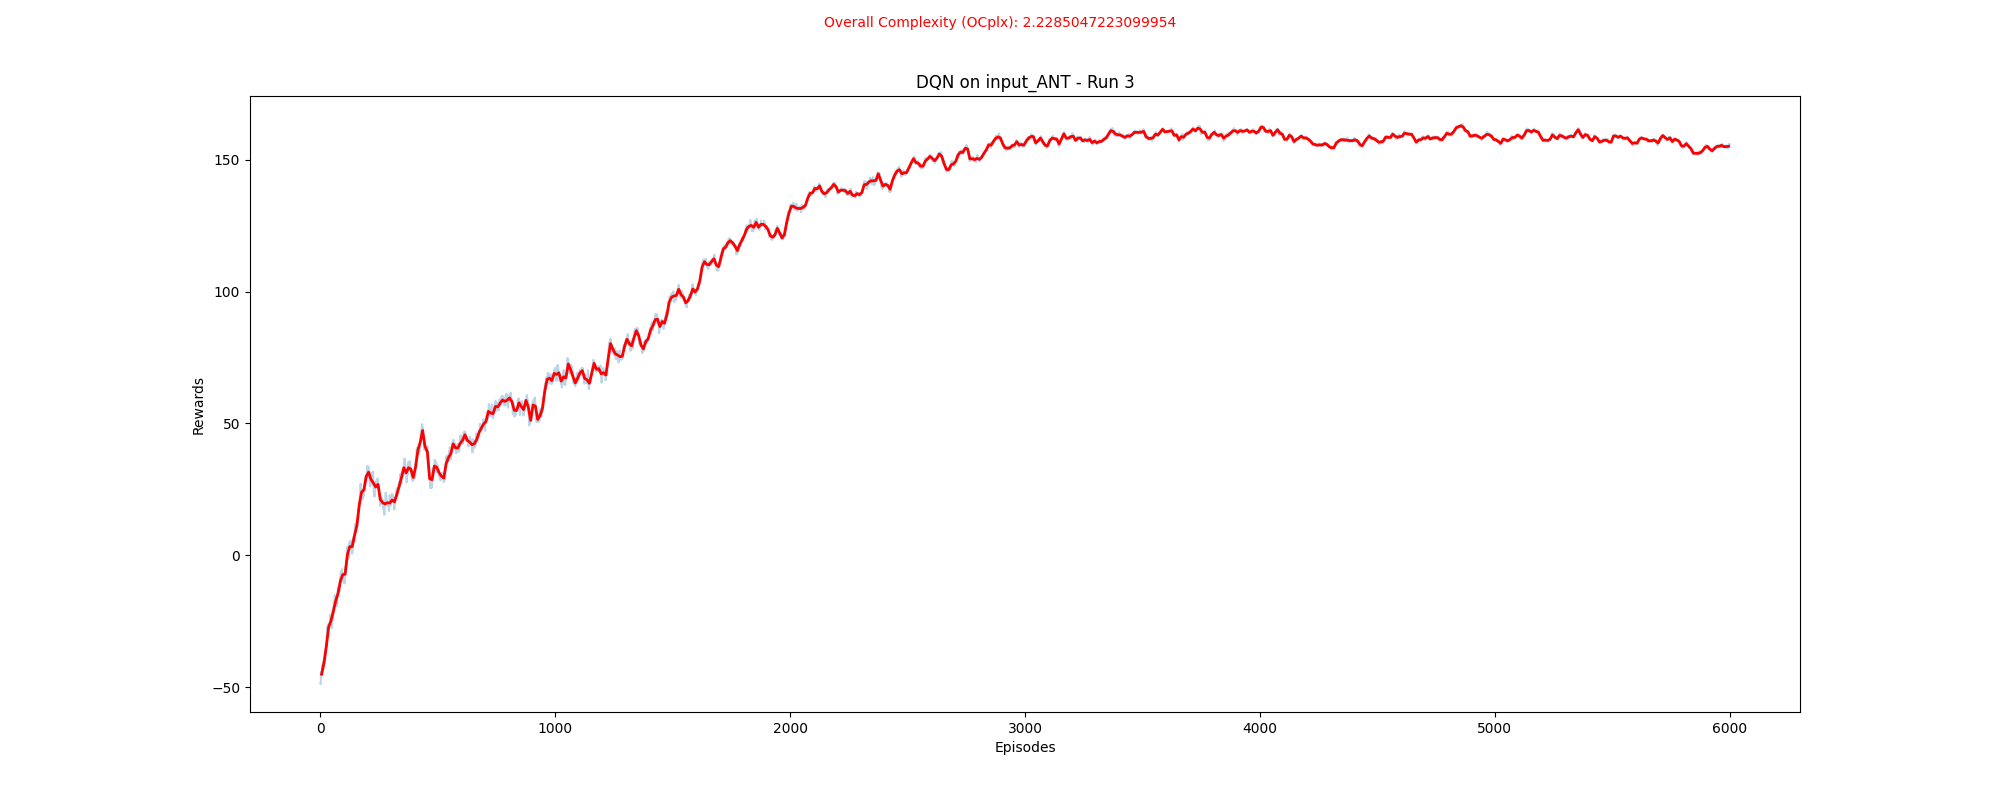 Overall Complexity (OCplx): 2.2285047223099954
DQN on input_ANT - Run 3
150
100
50
0
−50
Rewards
0 1000 2000 3000 4000 5000 6000
Episodes